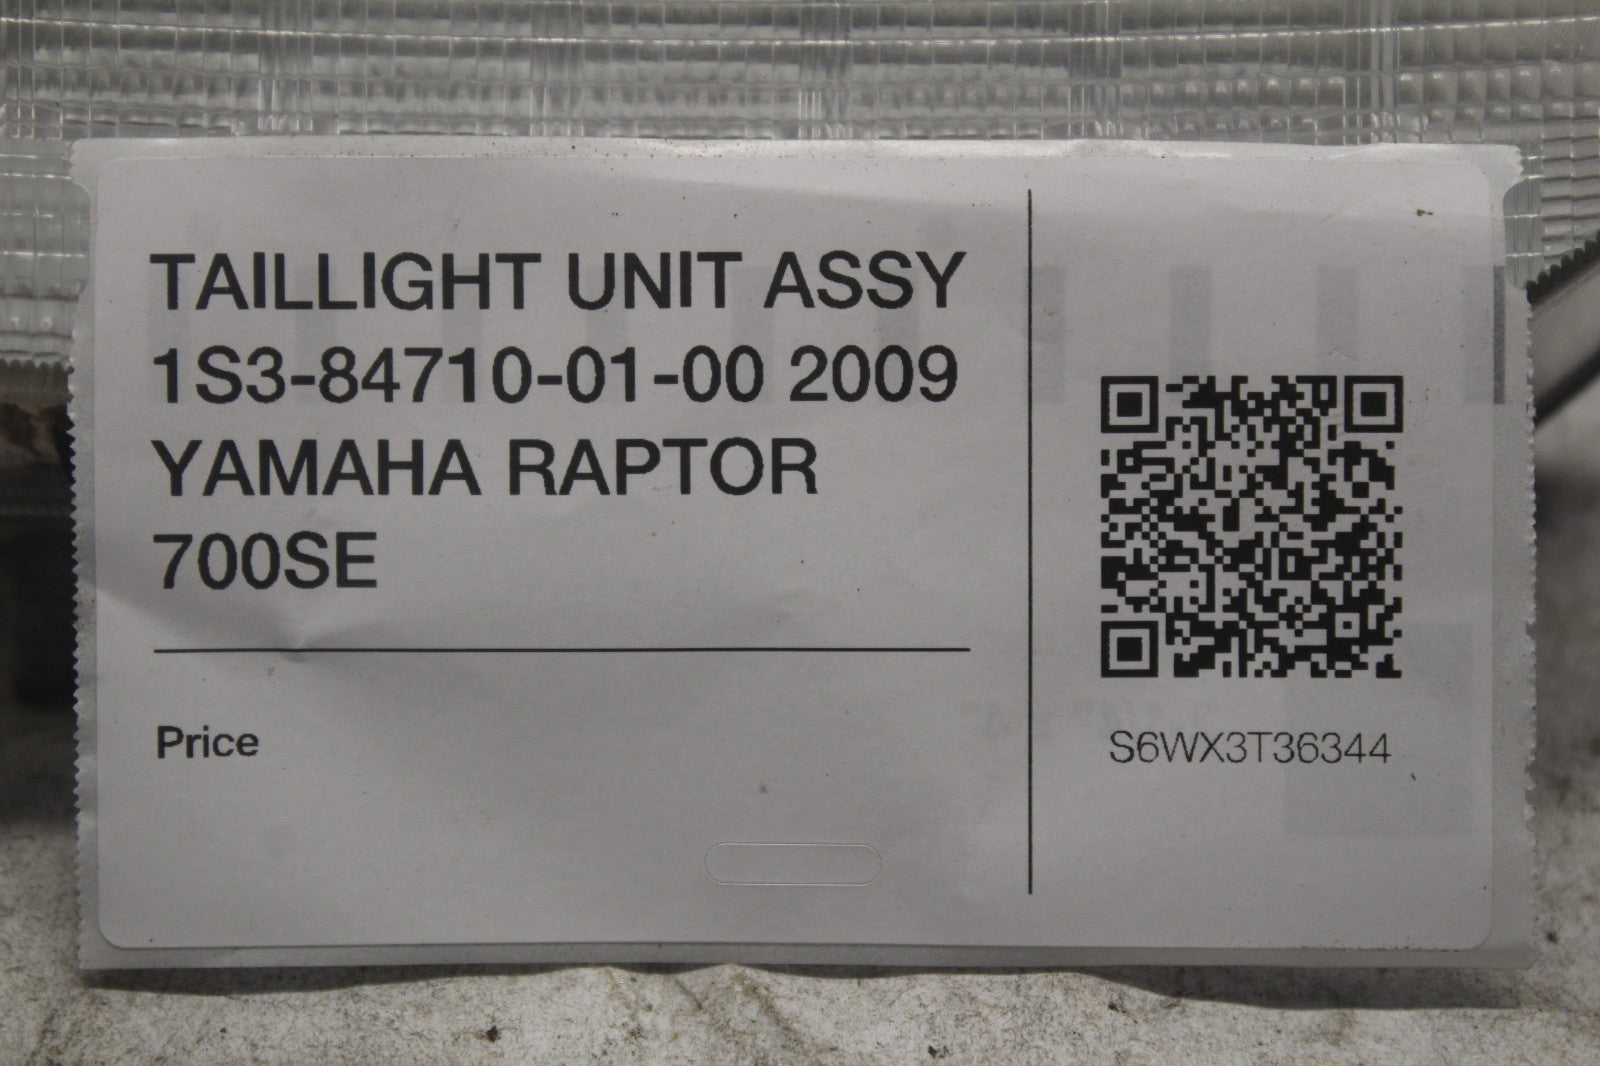 TAILLIGHT UNIT ASSY
1S3-84710-01-00 2009
YAMAHA RAPTOR
700SE
Price
S6WX3T36344